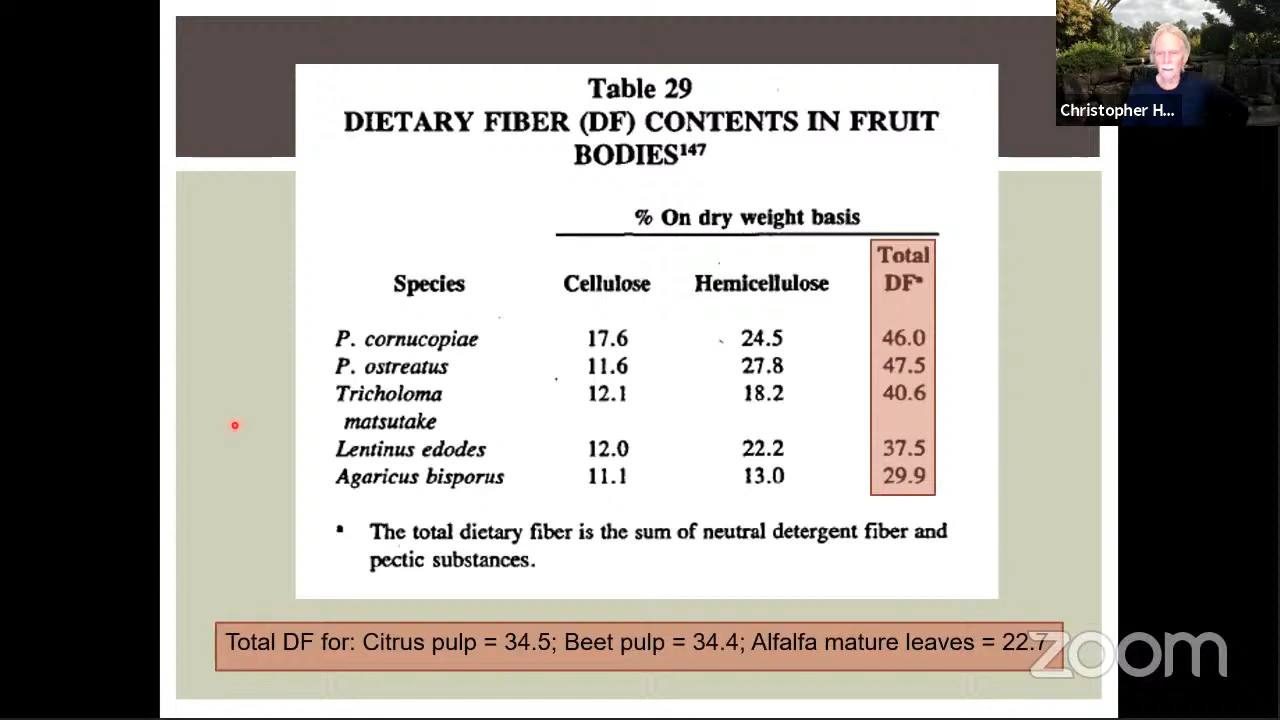 Christopher H...
Table 29
DIETARY FIBER (DF) CONTENTS IN FRUIT
BODIES¹⁴⁷
% On dry weight basis
Species Cellulose Hemicellulose Total DFᵃ
P. cornucopiae 17.6 24.5 46.0
P. ostreatus 11.6 27.8 47.5
Tricholoma 12.1 18.2 40.6
matsutake
Lentinus edodes 12.0 22.2 37.5
Agaricus bisporus 11.1 13.0 29.9
ᵃ The total dietary fiber is the sum of neutral detergent fiber and
pectic substances.
Total DF for: Citrus pulp = 34.5; Beet pulp = 34.4; Alfalfa mature leaves = 22.7
zoom